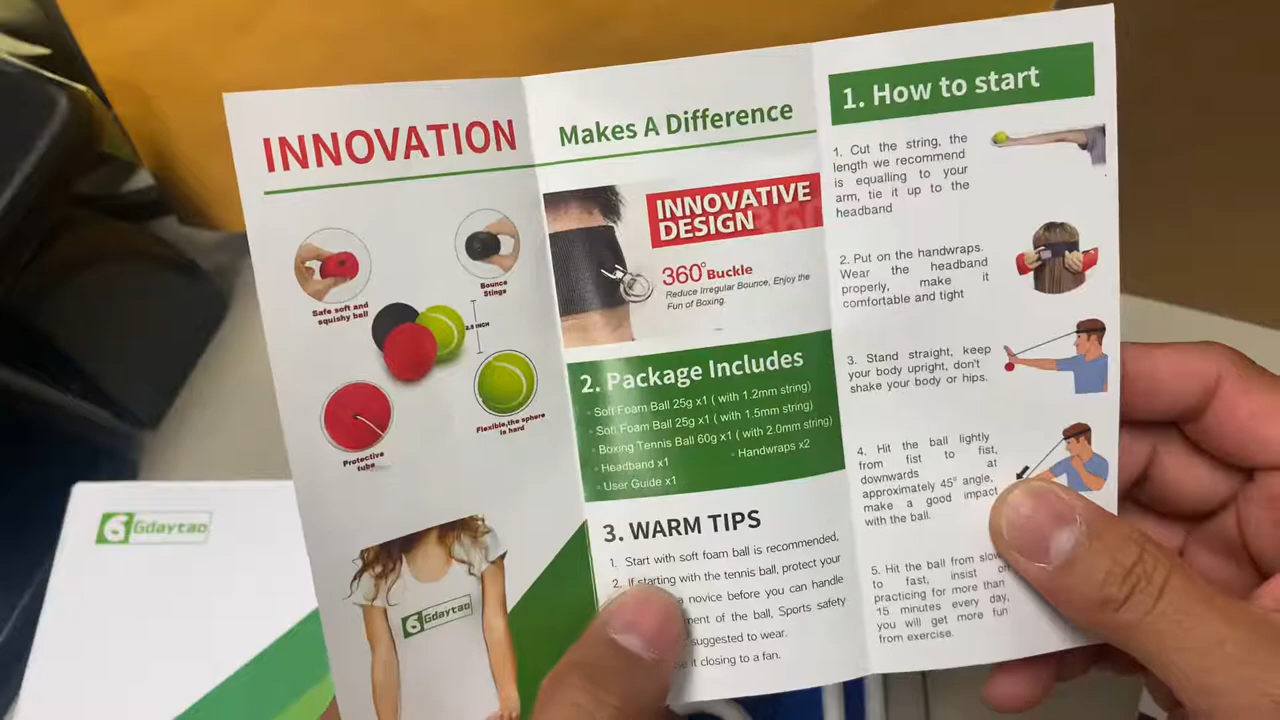 INNOVATION
Safe soft and
squishy ball
Bounce
Stings
3.5 INCH
Flexible,the sphere
is hard
Protective
tube
6 Gdaytao
Makes A Difference
INNOVATIVE
DESIGN
360
360° Buckle
Reduce Irregular Bounce, Enjoy the
Fun of Boxing.
2. Package Includes
Soft Foam Ball 25g x1 ( with 1.2mm string)
Soft Foam Ball 25g x1 ( with 1.5mm string)
Boxing Tennis Ball 60g x1 ( with 2.0mm string)
Headband x1
Handwraps x2
User Guide x1
3. WARM TIPS
1. Start with soft foam ball is recommended,
2. If starting with the tennis ball, protect your
a novice before you can handle
ment of the ball, Sports safety
suggested to wear.
it closing to a fan.
1. How to start
1. Cut the string, the
length we recommend
is equalling to your
arm, tie it up to the
headband
2. Put on the handwraps.
Wear the headband
properly, make it
comfortable and tight
3. Stand straight, keep
your body upright, don't
shake your body or hips.
4. Hit the ball lightly
from fist to fist,
downwards at
approximately 45° angle,
make a good impact
with the ball.
5. Hit the ball from slow
to fast, insist on
practicing for more than
15 minutes every day,
you will get more fun
from exercise.
6 Gdaytao